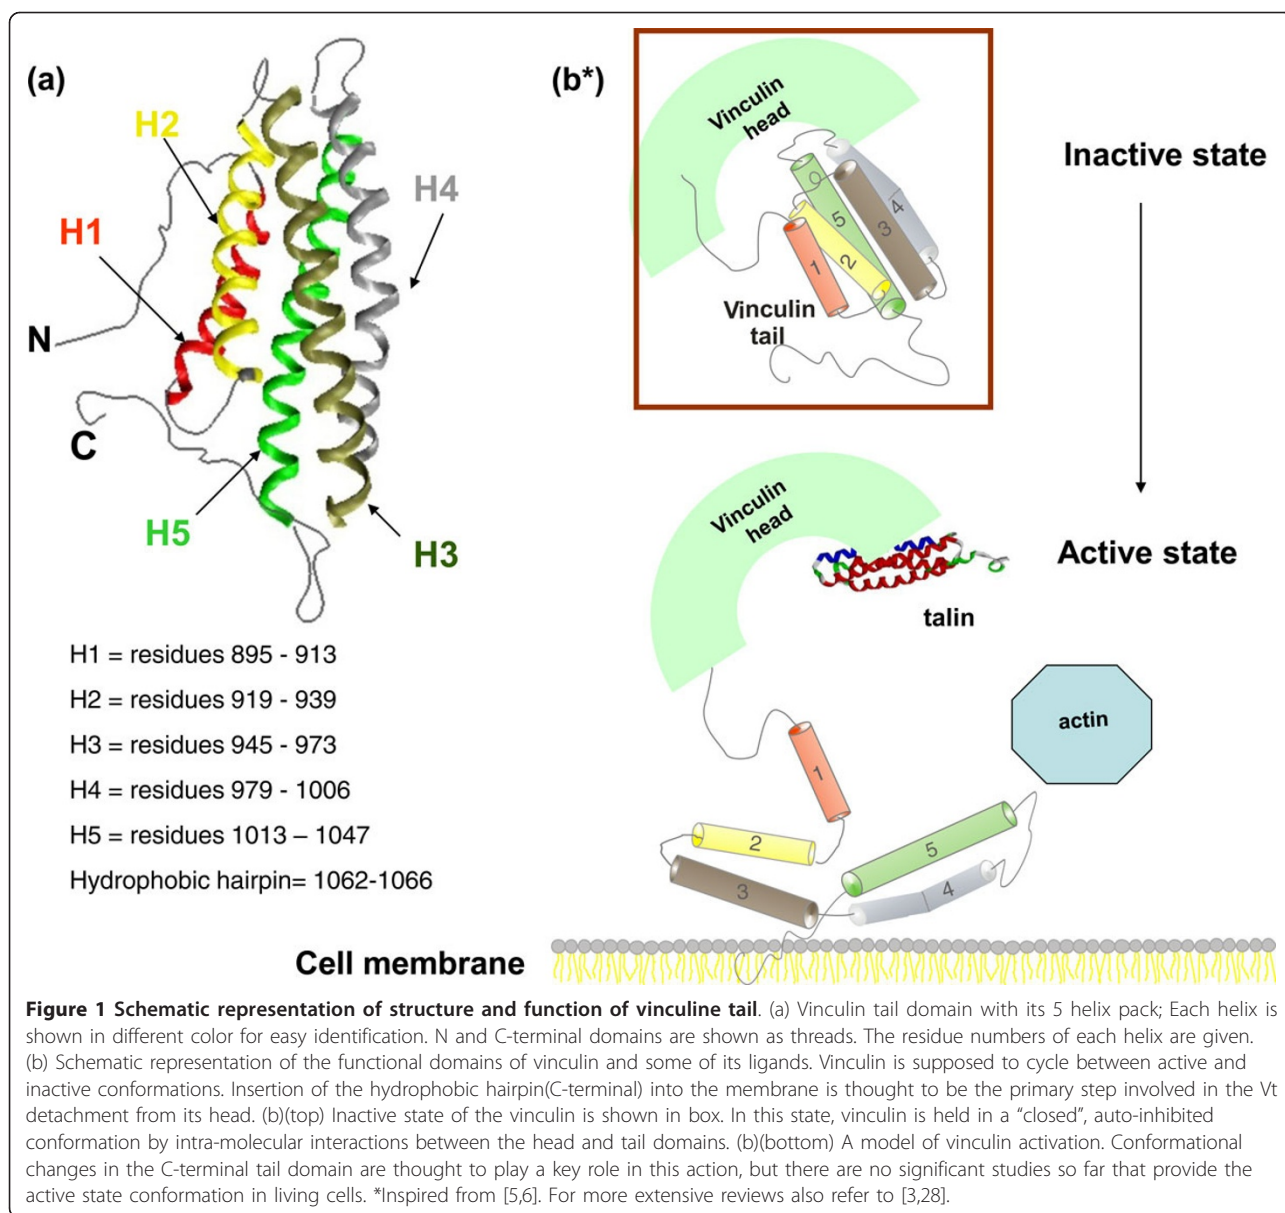 (a)
H2
H1
H4
N
C
H5
H3
H1 = residues 895 - 913
H2 = residues 919 - 939
H3 = residues 945 - 973
H4 = residues 979 - 1006
H5 = residues 1013 – 1047
Hydrophobic hairpin= 1062-1066
(b*)
Vinculin
head
1
2
5
3
4
Vinculin
tail
Inactive state
Vinculin
head
talin
Active state
actin
1
2
3
5
4
Cell membrane
Figure 1 Schematic representation of structure and function of vinculine tail. (a) Vinculin tail domain with its 5 helix pack; Each helix is
shown in different color for easy identification. N and C-terminal domains are shown as threads. The residue numbers of each helix are given.
(b) Schematic representation of the functional domains of vinculin and some of its ligands. Vinculin is supposed to cycle between active and
inactive conformations. Insertion of the hydrophobic hairpin(C-terminal) into the membrane is thought to be the primary step involved in the Vt
detachment from its head. (b)(top) Inactive state of the vinculin is shown in box. In this state, vinculin is held in a “closed”, auto-inhibited
conformation by intra-molecular interactions between the head and tail domains. (b)(bottom) A model of vinculin activation. Conformational
changes in the C-terminal tail domain are thought to play a key role in this action, but there are no significant studies so far that provide the
active state conformation in living cells. *Inspired from [5,6]. For more extensive reviews also refer to [3,28].